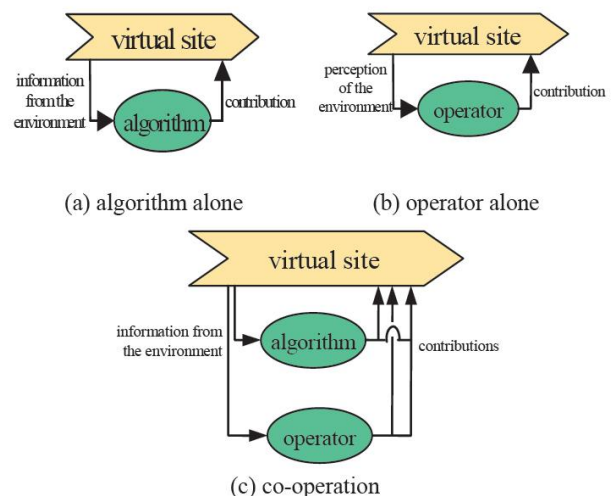 virtual site
information
from the
environment
algorithm
contribution
(a) algorithm alone
virtual site
perception
of the
environment
operator
contribution
(b) operator alone
virtual site
information from
the environment
algorithm
contributions
operator
(c) co-operation